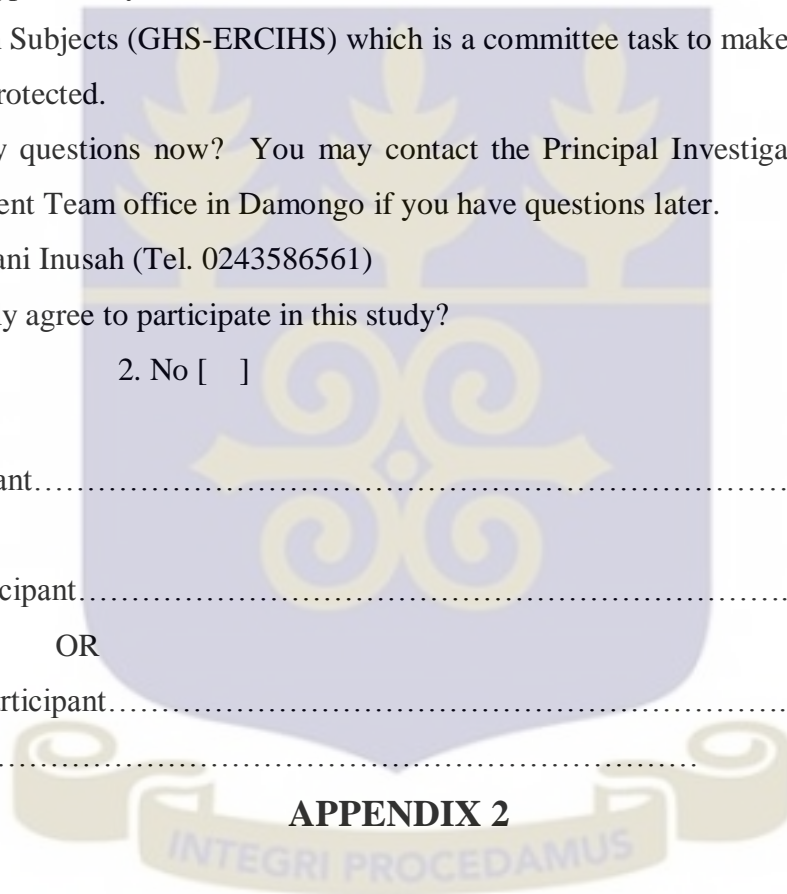 Subjects (GHS-ERCIHS) which is a committee task to make
rotected.
questions now? You may contact the Principal Investiga
ent Team office in Damongo if you have questions later.
ani Inusah (Tel. 0243586561)
y agree to participate in this study?
2. No [ ]
ant………………………………………………………………………….
cipant…………………………………………………………………….
OR
rticipant………………………………………………………………….
……………………………………………………………………
APPENDIX 2
INTEGRI PROCEDAMUS